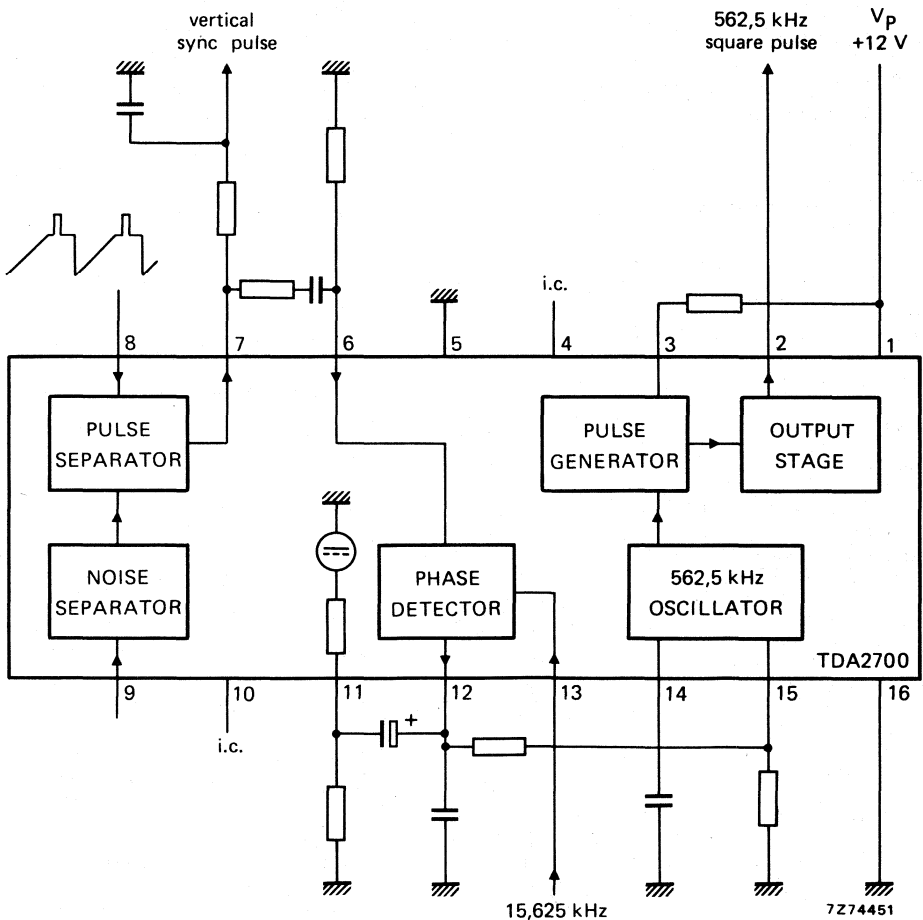 vertical
sync pulse
562,5 kHz
square pulse
Vp
+12 V
i.c.
8
7
6
5
4
3
2
1
PULSE
SEPARATOR
PULSE
GENERATOR
OUTPUT
STAGE
NOISE
SEPARATOR
PHASE
DETECTOR
562,5 kHz
OSCILLATOR
TDA2700
9
10
11
12
13
14
15
16
i.c.
+
15,625 kHz
7Z74451